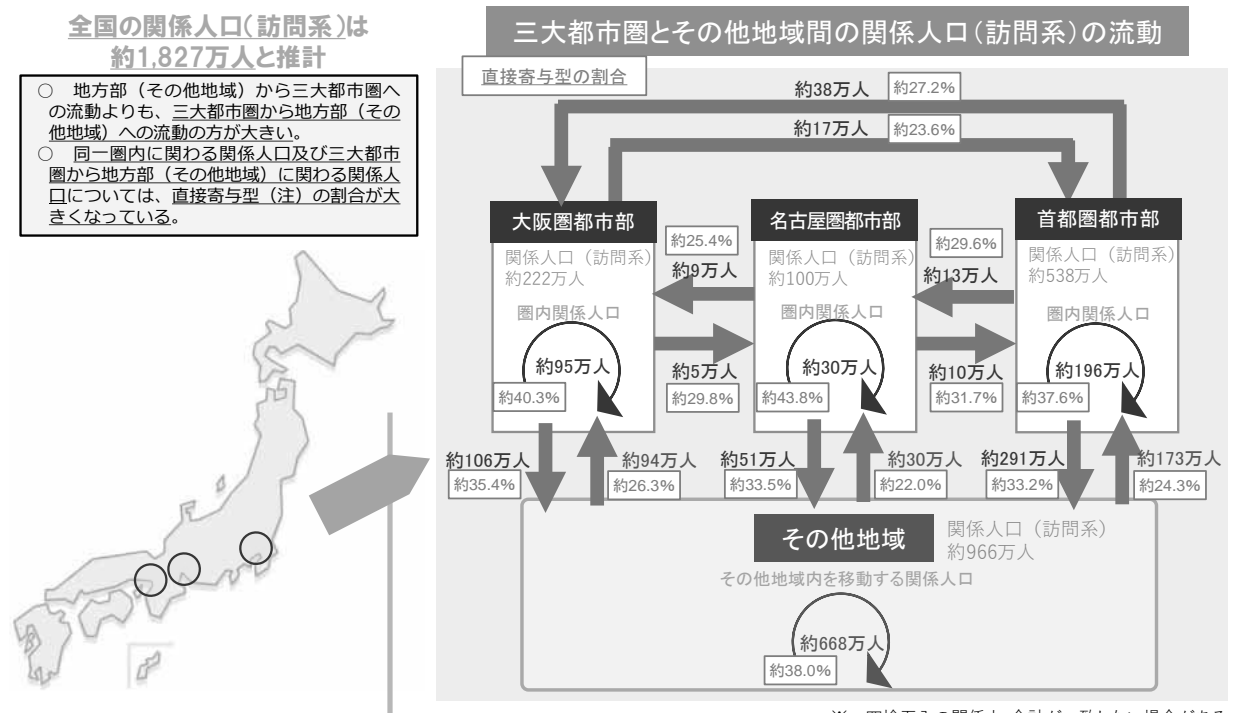 全国の関係人口（訪問系）は
約1,827万人と推計
○　地方部（その他地域）から三大都市圏へ
の流動よりも、三大都市圏から地方部（その
他地域）への流動の方が大きい。
○　同一圏内に関わる関係人口及び三大都市
圏から地方部（その他地域）に関わる関係人
口については、直接寄与型（注）の割合が大
きくなっている。
三大都市圏とその他地域間の関係人口（訪問系）の流動
直接寄与型の割合
約38万人 約27.2%
約17万人 約23.6%
大阪圏都市部
関係人口（訪問系）
約222万人
圏内関係人口
約95万人
約40.3%
約25.4%
約9万人
約5万人
約29.8%
名古屋圏都市部
関係人口（訪問系）
約100万人
圏内関係人口
約30万人
約43.8%
約29.6%
約13万人
約10万人
約31.7%
首都圏都市部
関係人口（訪問系）
約538万人
圏内関係人口
約196万人
約37.6%
約106万人
約35.4%
約94万人
約26.3%
約51万人
約33.5%
約30万人
約22.0%
約291万人
約33.2%
約173万人
約24.3%
その他地域
関係人口（訪問系）
約966万人
その他地域内を移動する関係人口
約668万人
約38.0%